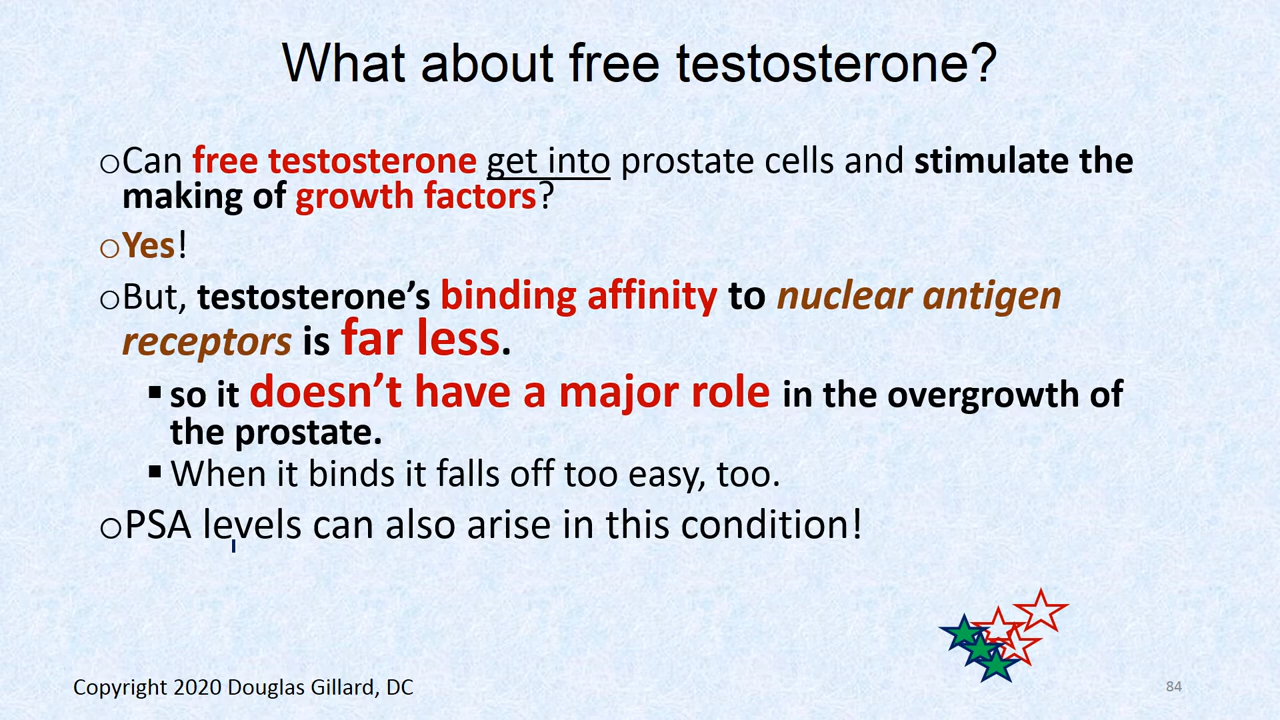 What about free testosterone?
oCan free testosterone get into prostate cells and stimulate the
making of growth factors?
oYes!
oBut, testosterone’s binding affinity to nuclear antigen
receptors is far less.
▪ so it doesn’t have a major role in the overgrowth of
the prostate.
▪ When it binds it falls off too easy, too.
oPSA levels can also arise in this condition!
Copyright 2020 Douglas Gillard, DC
84